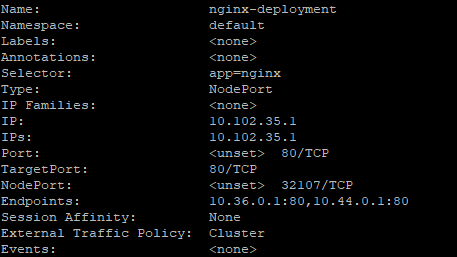 Name: nginx-deployment
Namespace: default
Labels: <none>
Annotations: <none>
Selector: app=nginx
Type: NodePort
IP Families: <none>
IP: 10.102.35.1
IPs: 10.102.35.1
Port: <unset> 80/TCP
TargetPort: 80/TCP
NodePort: <unset> 32107/TCP
Endpoints: 10.36.0.1:80,10.44.0.1:80
Session Affinity: None
External Traffic Policy: Cluster
Events: <none>